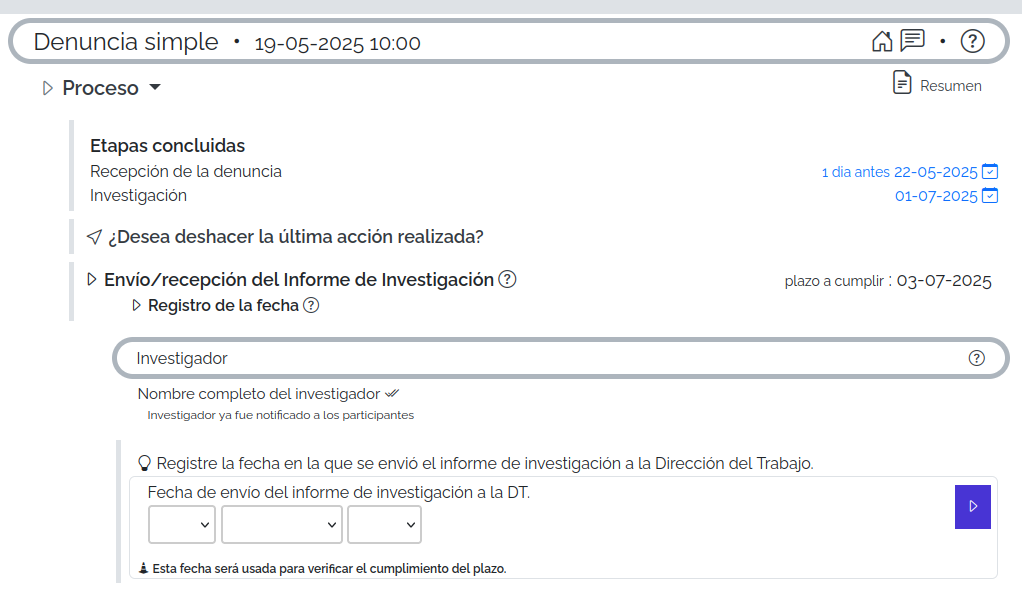 Denuncia simple • 19-05-2025 10:00 •
Proceso
Resumen
Etapas concluidas
Recepción de la denuncia 1 dia antes 22-05-2025
Investigación 01-07-2025
¿Desea deshacer la última acción realizada?
Envío/recepción del Informe de Investigación plazo a cumplir : 03-07-2025
Registro de la fecha
Investigador
Nombre completo del investigador
Investigador ya fue notificado a los participantes
Registre la fecha en la que se envió el informe de investigación a la Dirección del Trabajo.
Fecha de envío del informe de investigación a la DT.
Esta fecha será usada para verificar el cumplimiento del plazo.